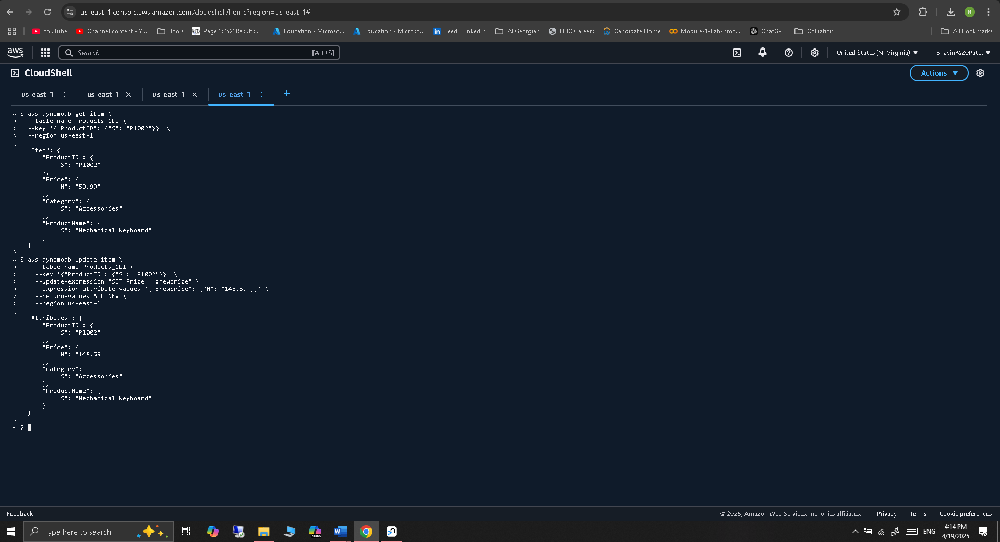 us-east-1.console.aws.amazon.com/cloudshell/home?region=us-east-1#
B
YouTube
Channel content - Y...
Tools
Page 3: '52' Results...
Education - Microso...
Education - Microso...
Feed | LinkedIn
AI Georgian
HBC Careers
Candidate Home
Module-1-Lab-proc...
ChatGPT
Colliation
All Bookmarks
aws
Search
[Alt+S]
United States (N. Virginia)
Bhavin%20Patel
CloudShell
Actions
us-east-1
us-east-1
us-east-1
us-east-1
~ $ aws dynamodb get-item \
>   --table-name Products_CLI \
>   --key '{"ProductID": {"S": "P1002"}}' \
>   --region us-east-1
{
    "Item": {
        "ProductID": {
            "S": "P1002"
        },
        "Price": {
            "N": "59.99"
        },
        "Category": {
            "S": "Accessories"
        },
        "ProductName": {
            "S": "Mechanical Keyboard"
        }
    }
}
~ $ aws dynamodb update-item \
>     --table-name Products_CLI \
>     --key '{"ProductID": {"S": "P1002"}}' \
>     --update-expression "SET Price = :newprice" \
>     --expression-attribute-values '{":newprice": {"N": "148.59"}}' \
>     --return-values ALL_NEW \
>     --region us-east-1
{
    "Attributes": {
        "ProductID": {
            "S": "P1002"
        },
        "Price": {
            "N": "148.59"
        },
        "Category": {
            "S": "Accessories"
        },
        "ProductName": {
            "S": "Mechanical Keyboard"
        }
    }
}
~ $
Feedback
© 2025, Amazon Web Services, Inc. or its affiliates.
Privacy
Terms
Cookie preferences
Type here to search
M365
ENG
4:14 PM
4/19/2025